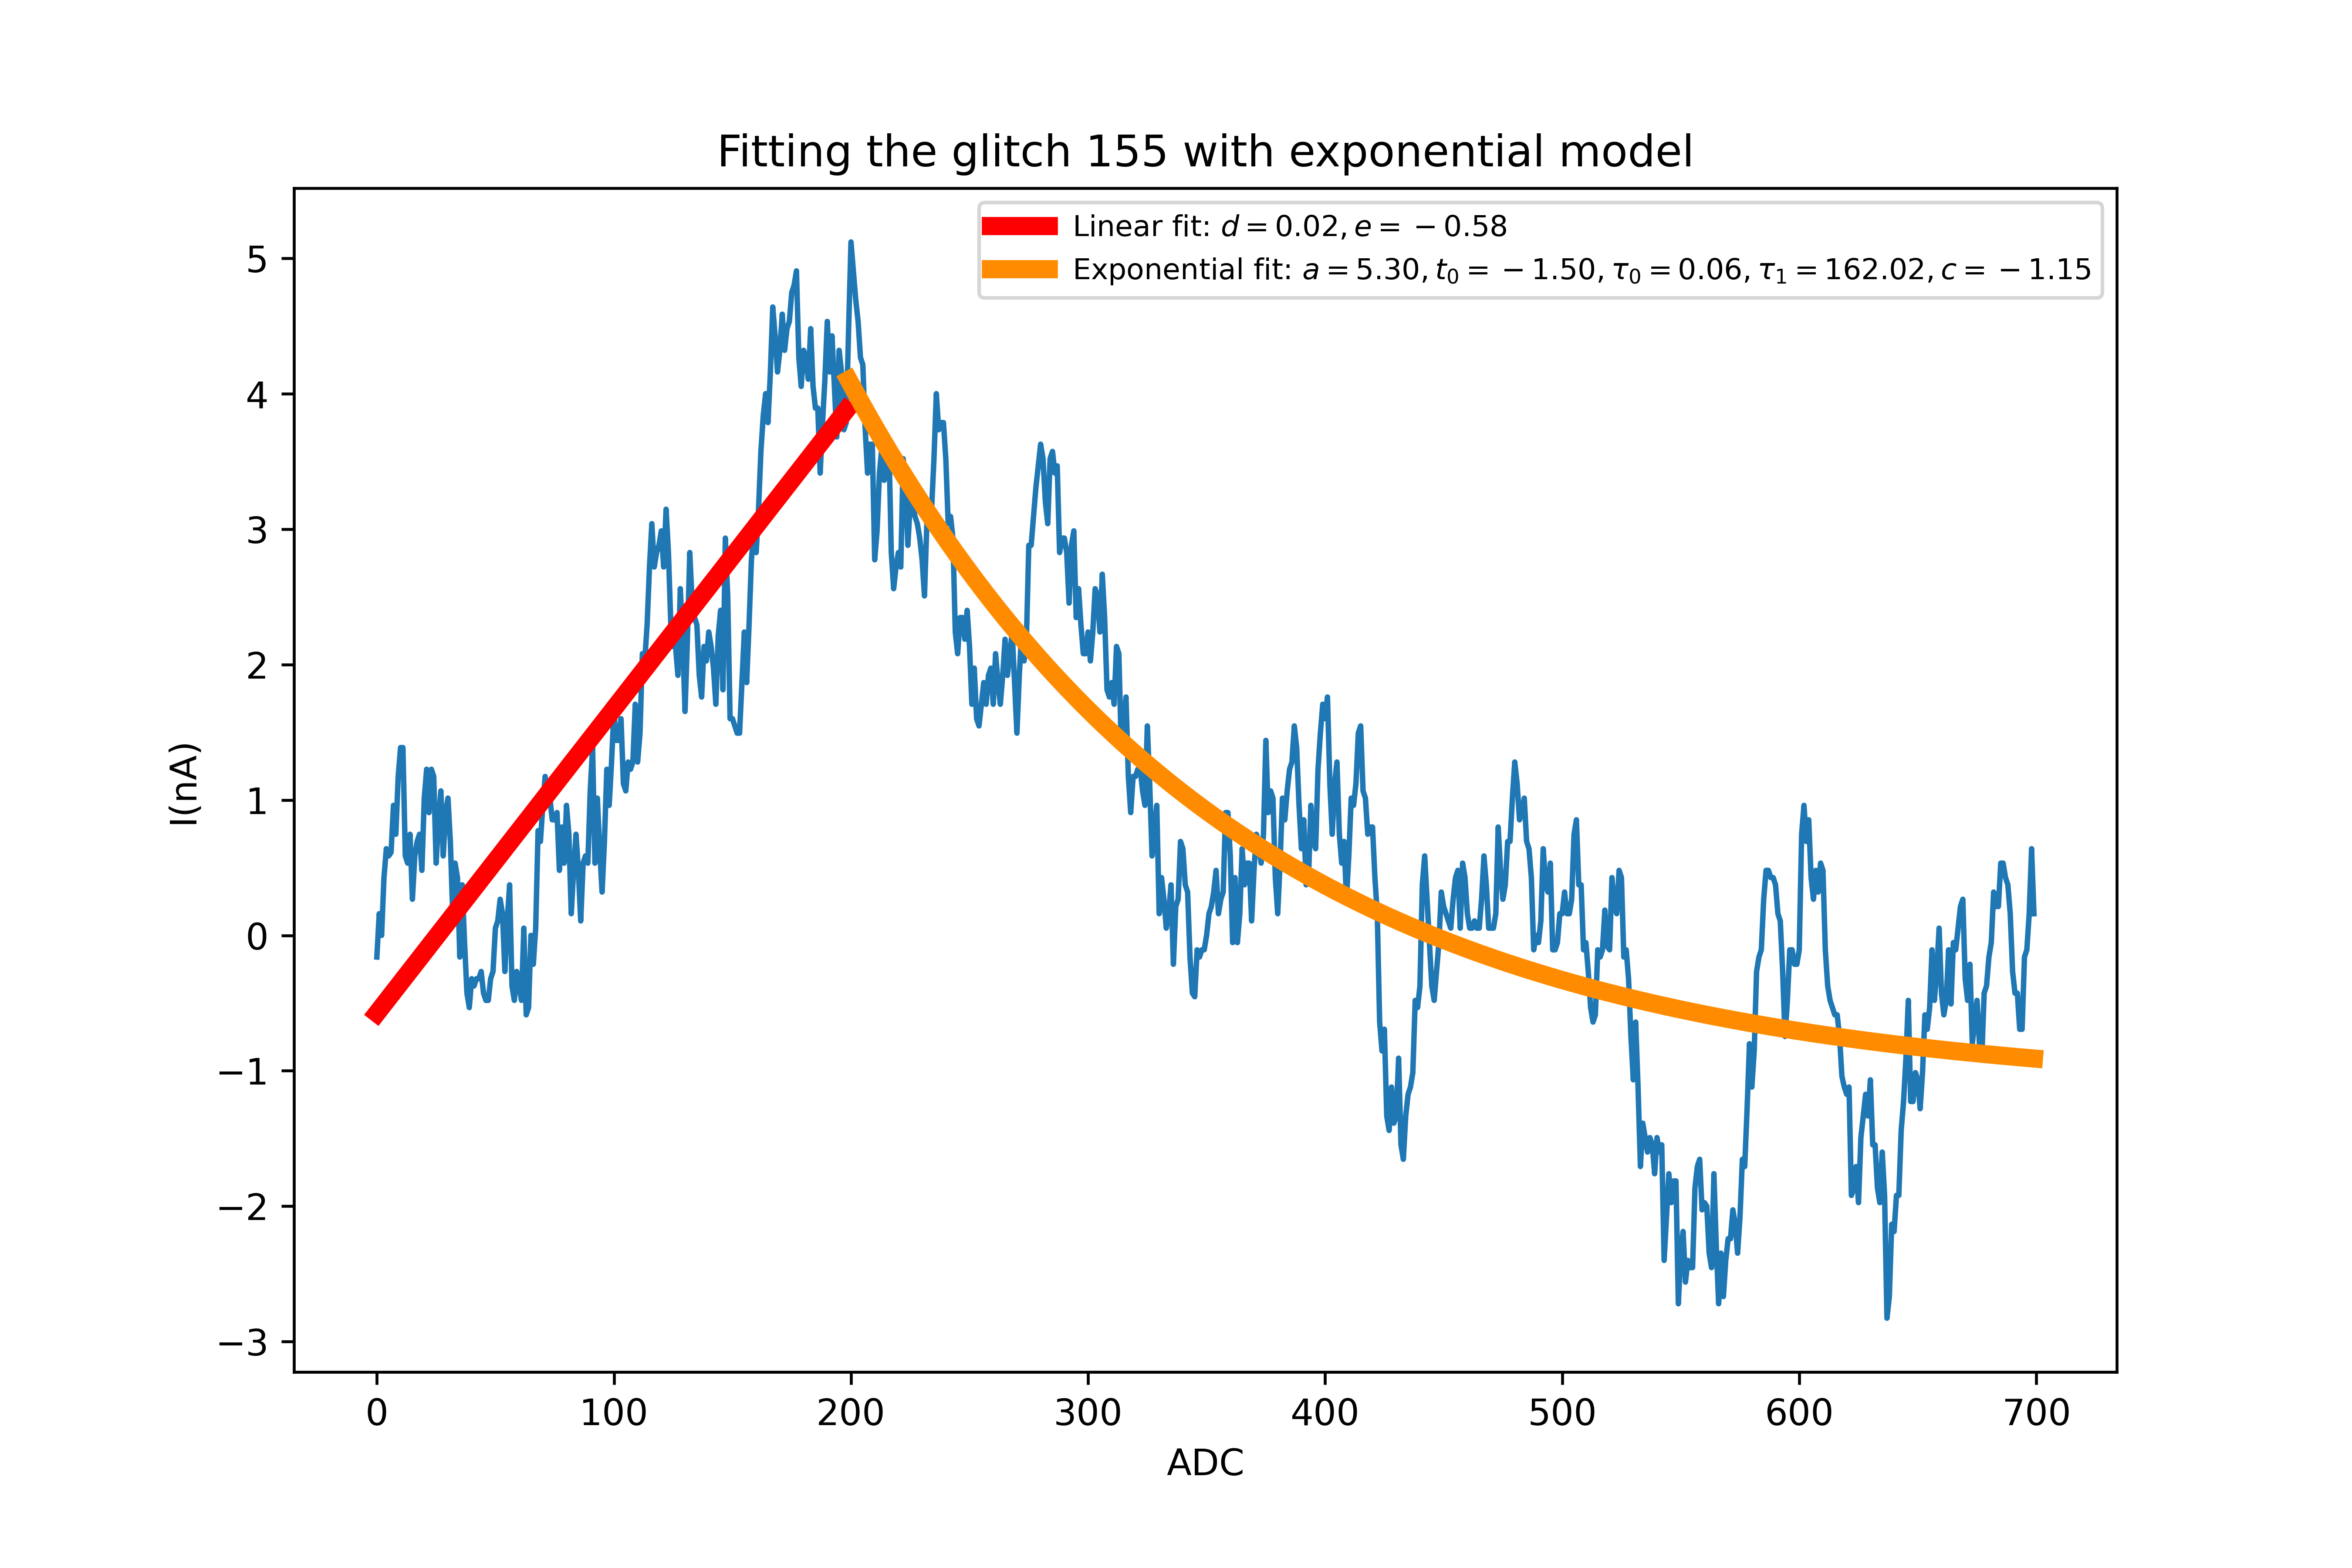 Fitting the glitch 155 with exponential model
Linear fit: d = 0.02, e = −0.58
Exponential fit: a = 5.30, t₀ = −1.50, τ₀ = 0.06, τ₁ = 162.02, c = −1.15
I(nA)
5
4
3
2
1
0
−1
−2
−3
0 100 200 300 400 500 600 700
ADC